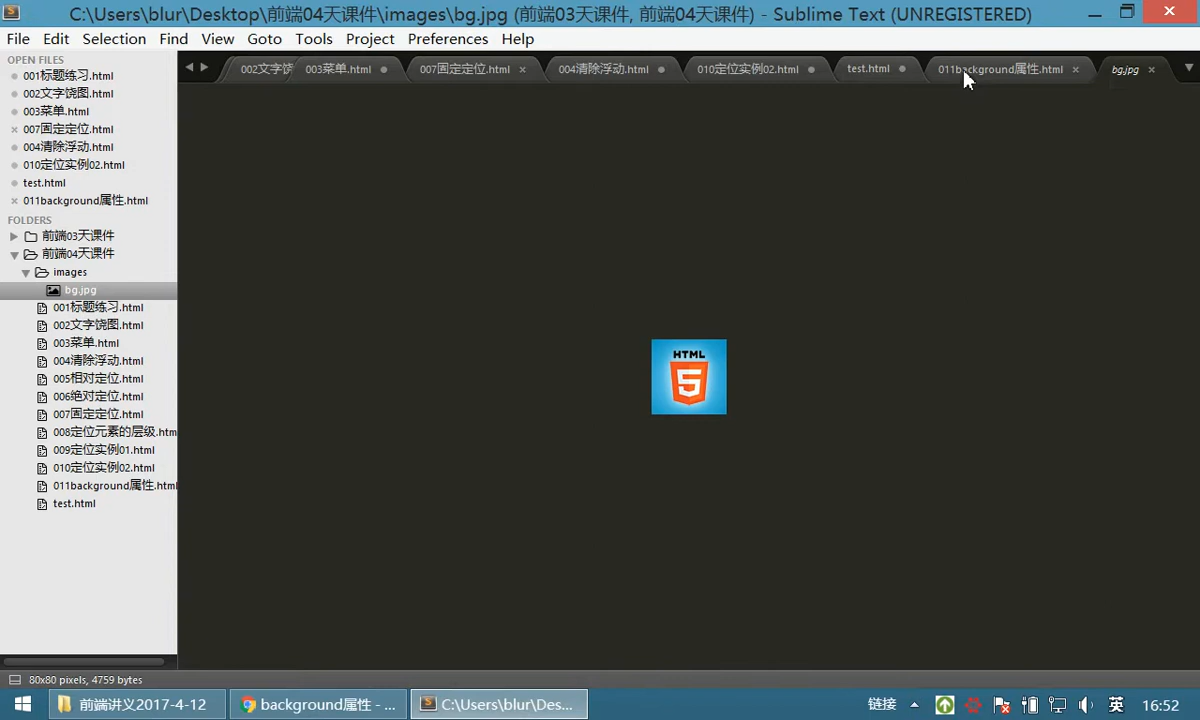 C:\Users\blur\Desktop\前端04天课件\images\bg.jpg (前端03天课件, 前端04天课件) - Sublime Text (UNREGISTERED)
File Edit Selection Find View Goto Tools Project Preferences Help
OPEN FILES
001标题练习.html
002文字饶图.html
003菜单.html
007固定定位.html
004清除浮动.html
010定位实例02.html
test.html
011background属性.html
FOLDERS
前端03天课件
前端04天课件
images
bg.jpg
001标题练习.html
002文字饶图.html
003菜单.html
004清除浮动.html
005相对定位.html
006绝对定位.html
007固定定位.html
008定位元素的层级.htm
009定位实例01.html
010定位实例02.html
011background属性.html
test.html
002文字饶 003菜单.html 007固定定位.html 004清除浮动.html 010定位实例02.html test.html 011background属性.html bg.jpg
HTML
5
80x80 pixels, 4759 bytes
前端讲义2017-4-12 background属性 - ... C:\Users\blur\Des... 链接 英 16:52